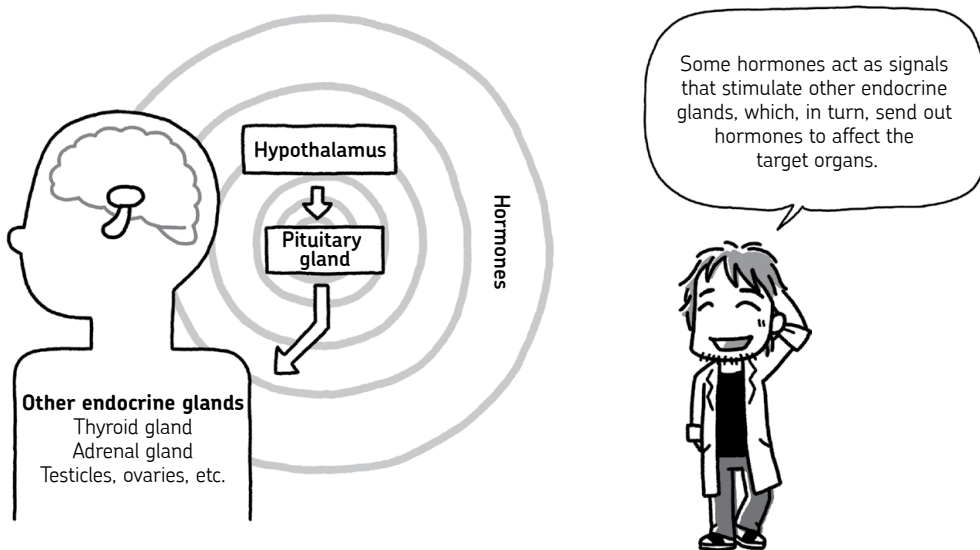 Hypothalamus
Pituitary
gland
Hormones
Other endocrine glands
Thyroid gland
Adrenal gland
Testicles, ovaries, etc.
Some hormones act as signals
that stimulate other endocrine
glands, which, in turn, send out
hormones to affect the
target organs.